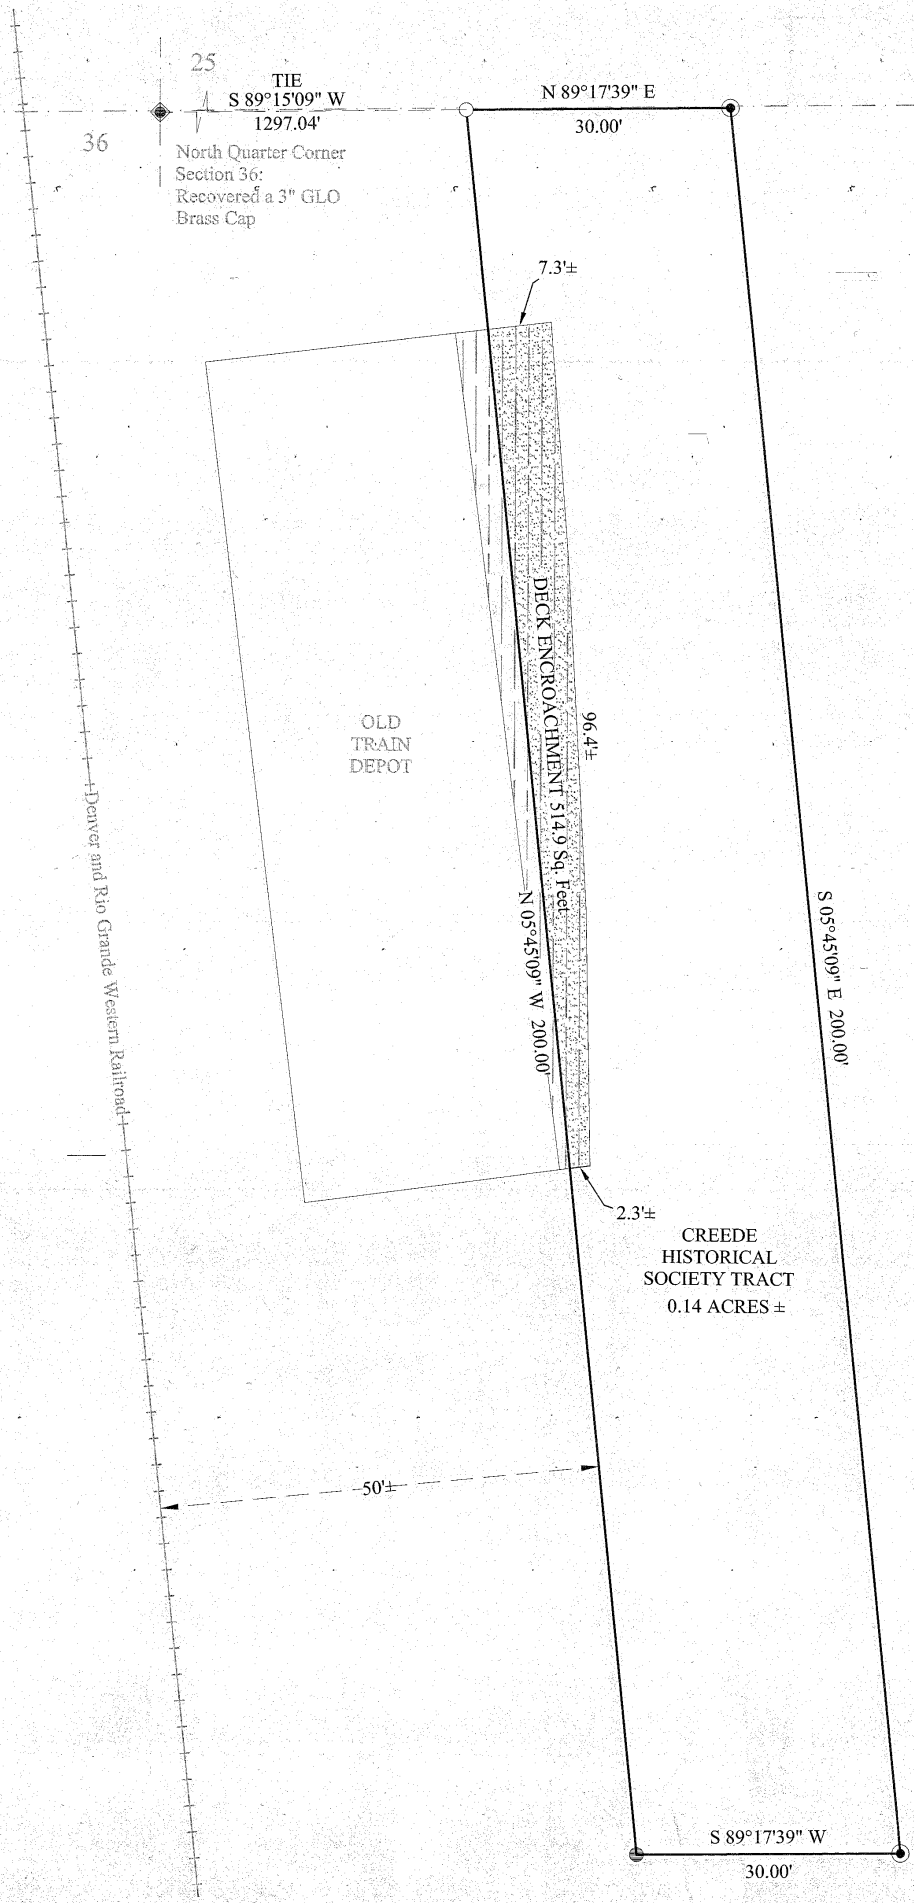 25
TIE
S 89°15'09" W
1297.04'
N 89°17'39" E
30.00'
36
North Quarter Corner
Section 36:
Recovered a 3" GLO
Brass Cap
7.3'±
DECK ENCROACHMENT 514.9 Sq. Feet
96.4'±
OLD
TRAIN
DEPOT
Denver and Rio Grande Western Railroad
N 05°45'09" W 200.00'
S 05°45'09" E 200.00'
2.3'±
CREEDE
HISTORICAL
SOCIETY TRACT
0.14 ACRES ±
50'±
S 89°17'39" W
30.00'